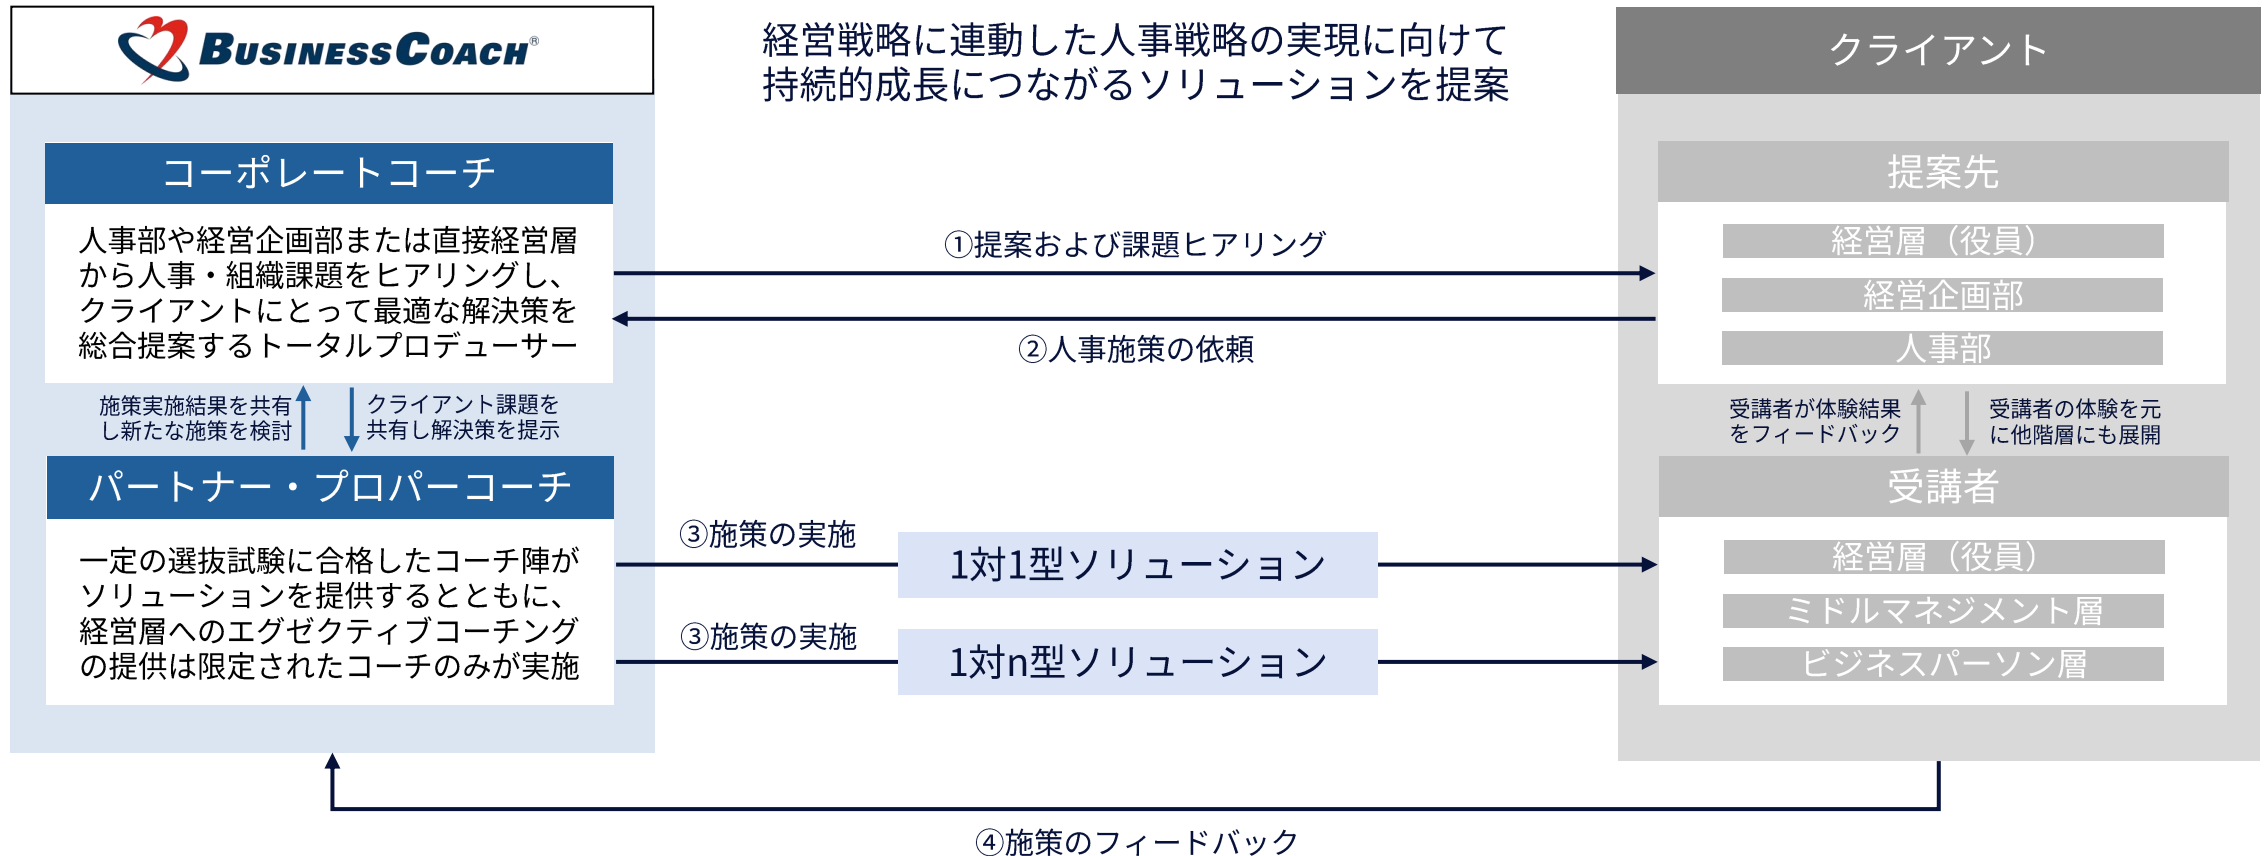 BUSINESSCOACH®
経営戦略に連動した人事戦略の実現に向けて
持続的成長につながるソリューションを提案
クライアント
コーポレートコーチ
人事部や経営企画部または直接経営層
から人事・組織課題をヒアリングし、
クライアントにとって最適な解決策を
総合提案するトータルプロデューサー
施策実施結果を共有
し新たな施策を検討
クライアント課題を
共有し解決策を提示
パートナー・プロパーコーチ
一定の選抜試験に合格したコーチ陣が
ソリューションを提供するとともに、
経営層へのエグゼクティブコーチング
の提供は限定されたコーチのみが実施
①提案および課題ヒアリング
②人事施策の依頼
③施策の実施
1対1型ソリューション
③施策の実施
1対n型ソリューション
提案先
経営層（役員）
経営企画部
人事部
受講者が体験結果
をフィードバック
受講者の体験を元
に他階層にも展開
受講者
経営層（役員）
ミドルマネジメント層
ビジネスパーソン層
④施策のフィードバック